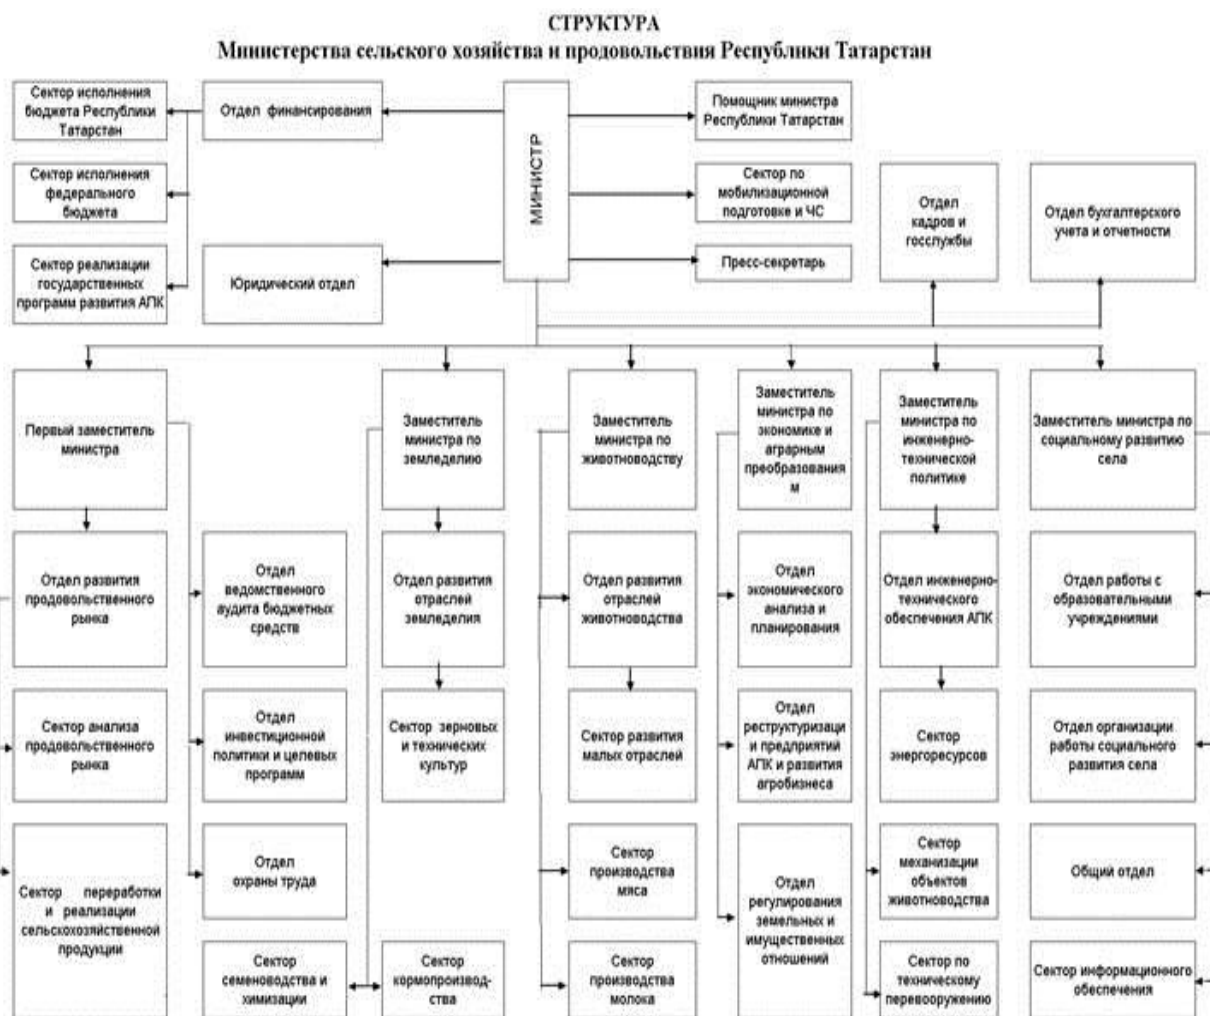 СТРУКТУРА
Министерства сельского хозяйства и продовольствия Республики Татарстан
Сектор исполнения
бюджета Республики
Татарстан
Отдел финансирования
МИНИСТР
Помощник министра
Республики Татарстан
Сектор исполнения
федерального
бюджета
Сектор по
мобилизационной
подготовке и ЧС
Отдел
кадров и
госслужбы
Отдел бухгалтерского
учета и отчетности
Сектор реализации
государственных
программ развития АПК
Юридический отдел
Пресс-секретарь
Первый заместитель
министра
Заместитель
министра по
земледелию
Заместитель
министра по
животноводству
Заместитель
министра по
экономике и
аграрным
преобразования
м
Заместитель
министра по
инженерно-
технической
политике
Заместитель министра по
социальному развитию
села
Отдел развития
продовольственного
рынка
Отдел
ведомственного
аудита бюджетных
средств
Отдел развития
отраслей
земледелия
Отдел развития
отраслей
животноводства
Отдел
экономического
анализа и
планирования
Отдел инженерно-
технического
обеспечения АПК
Отдел работы с
образовательными
учреждениями
Сектор анализа
продовольственного
рынка
Отдел
инвестиционной
политики и целевых
программ
Сектор зерновых
и технических
культур
Сектор развития
малых отраслей
Отдел
реструктуризаци
и предприятий
АПК и развития
агробизнеса
Сектор
энергоресурсов
Отдел организации
работы социального
развития села
Сектор переработки
и реализации
сельскохозяйственной
продукции
Отдел
охраны труда
Сектор
производства
мяса
Отдел
регулирования
земельных и
имущественных
отношений
Сектор
механизации
объектов
животноводства
Общий отдел
Сектор
семеноводства и
химизации
Сектор
кормопроизвод-
ства
Сектор
производства
молока
Сектор по
техническому
перевооружению
Сектор информационного
обеспечения